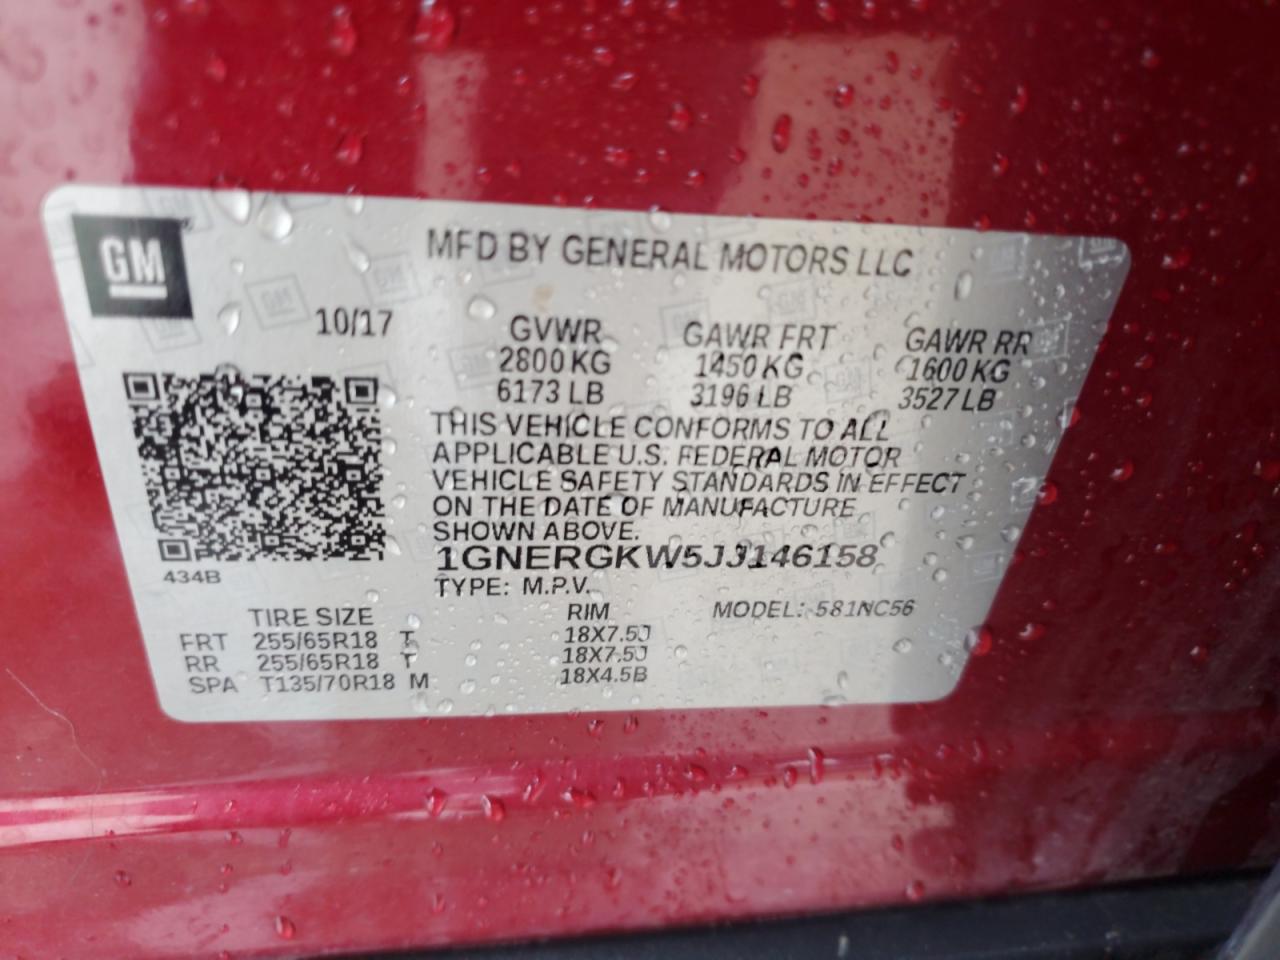 GM
MFD BY GENERAL MOTORS LLC
10/17
GVWR GAWR FRT GAWR RR
2800 KG 1450 KG 1600 KG
6173 LB 3196 LB 3527 LB
THIS VEHICLE CONFORMS TO ALL
APPLICABLE U.S. FEDERAL MOTOR
VEHICLE SAFETY STANDARDS IN EFFECT
ON THE DATE OF MANUFACTURE
SHOWN ABOVE.
1GNERGKW5JJ146158
434B
TYPE: M.P.V.
TIRE SIZE RIM MODEL: 581NC56
FRT 255/65R18 T 18X7.5J
RR 255/65R18 T 18X7.5J
SPA T135/70R18 M 18X4.5B